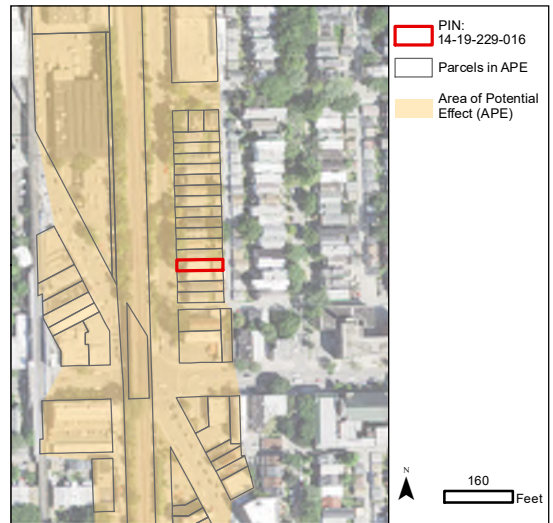 PIN:
14-19-229-016
Parcels in APE
Area of Potential
Effect (APE)
N
160
Feet